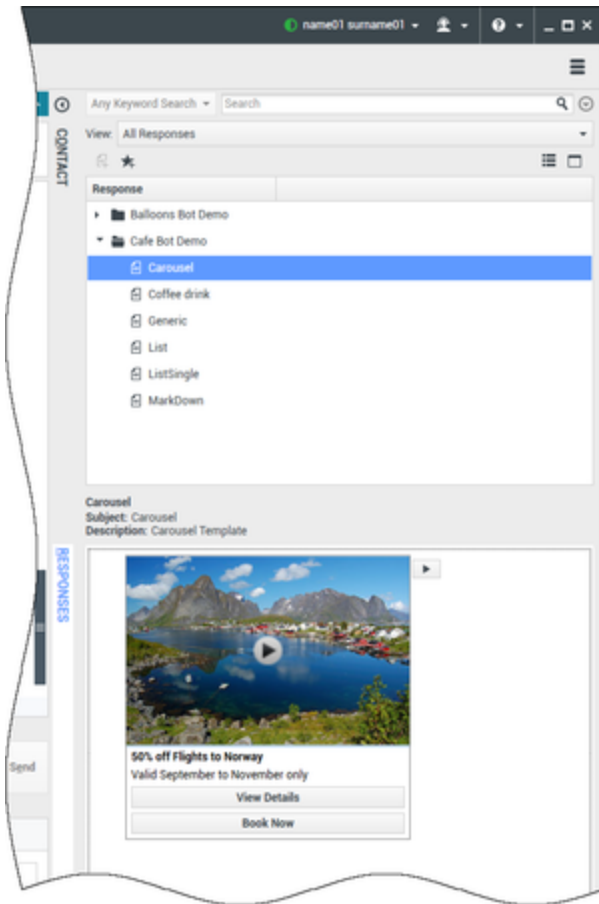 name01 surname01
Any Keyword Search Search
CONTACT
View: All Responses
Response
Balloons Bot Demo
Cafe Bot Demo
Carousel
Coffee drink
Generic
List
ListSingle
MarkDown
Carousel
Subject: Carousel
Description: Carousel Template
RESPONSES
50% off Flights to Norway
Valid September to November only
Send
View Details
Book Now